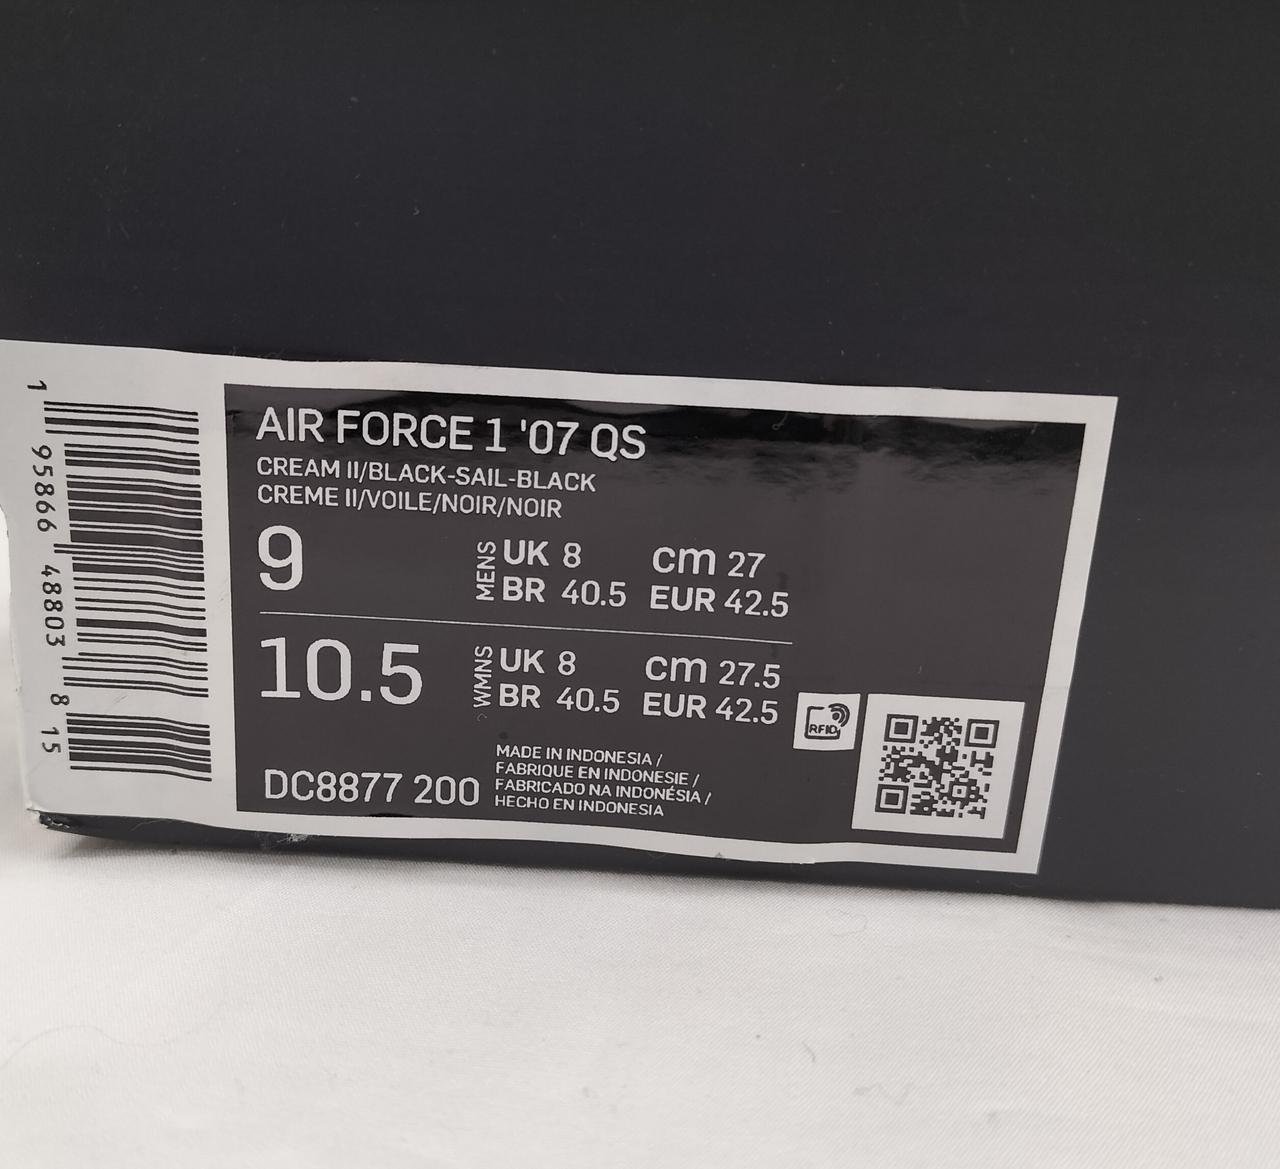 1 95866 48803 8 15
AIR FORCE 1 '07 QS
CREAM II/BLACK-SAIL-BLACK
CREME II/VOILE/NOIR/NOIR
9
MENS
UK 8 cm 27
BR 40.5 EUR 42.5
10.5
WMNS
UK 8 cm 27.5
BR 40.5 EUR 42.5
RFID
DC8877 200
MADE IN INDONESIA /
FABRIQUE EN INDONESIE /
FABRICADO NA INDONÉSIA /
HECHO EN INDONESIA